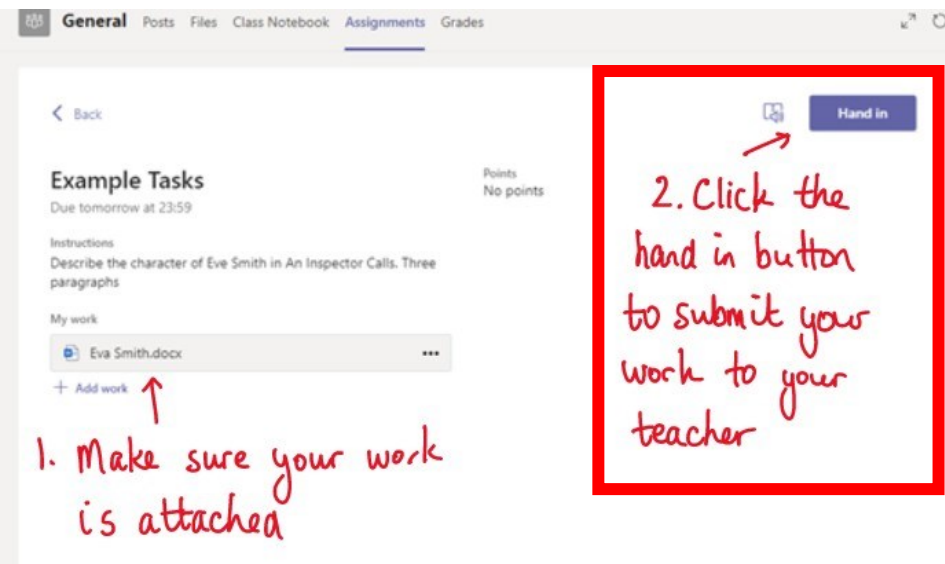 General Posts Files Class Notebook Assignments Grades
Back
Hand in
Example Tasks
Due tomorrow at 23:59
Points
No points
Instructions
Describe the character of Eve Smith in An Inspector Calls. Three
paragraphs
My work
Eva Smith.docx
+ Add work
1. Make sure your work
is attached
2. Click the
hand in button
to submit your
work to your
teacher